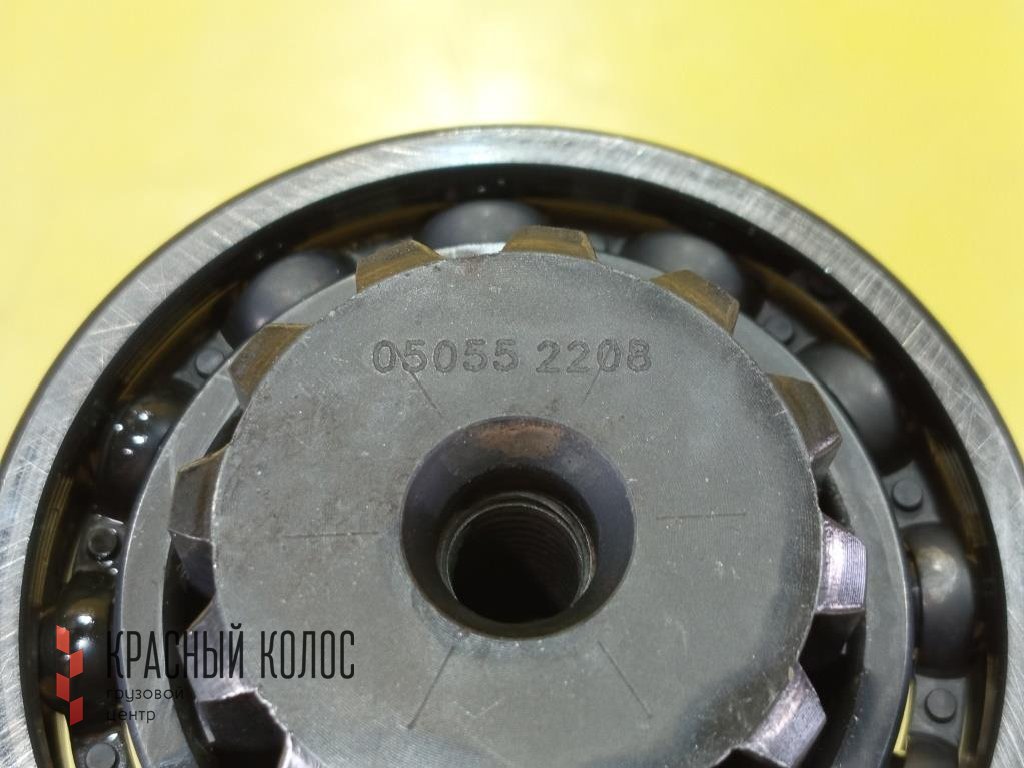 05055 2208
КРАСНЫЙ КОЛОС
грузовой
центр